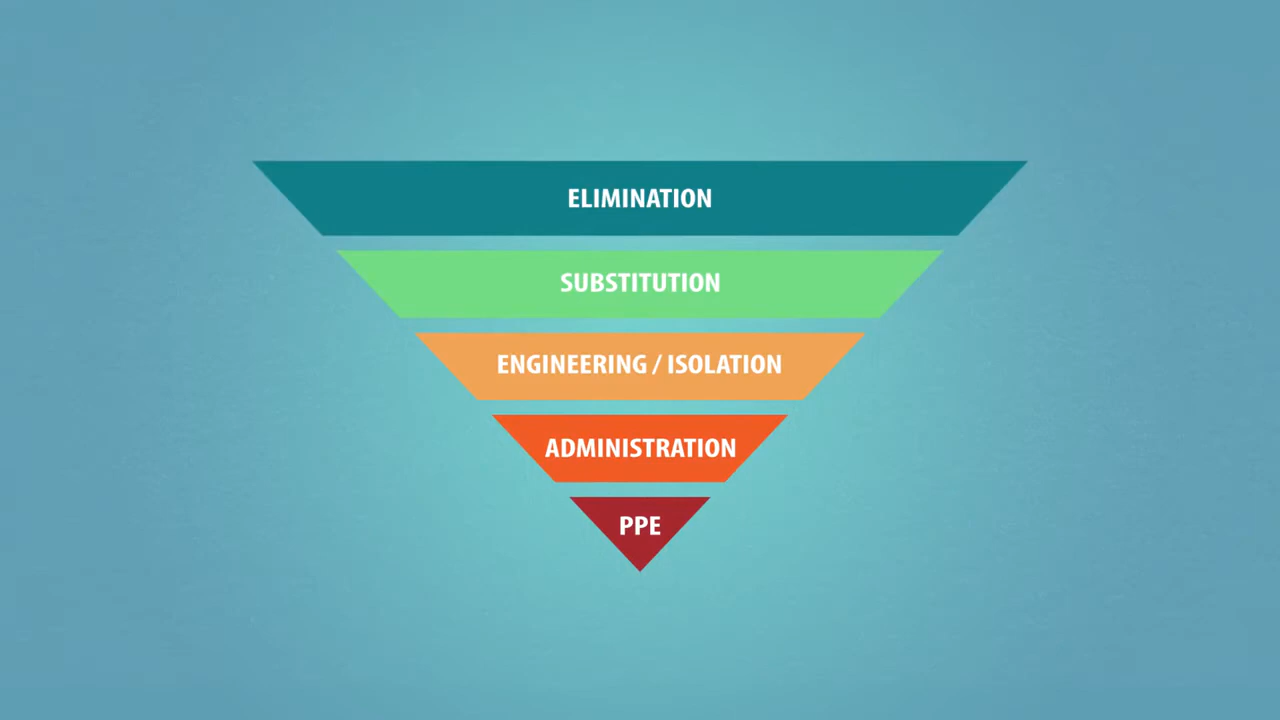 ELIMINATION
SUBSTITUTION
ENGINEERING / ISOLATION
ADMINISTRATION
PPE